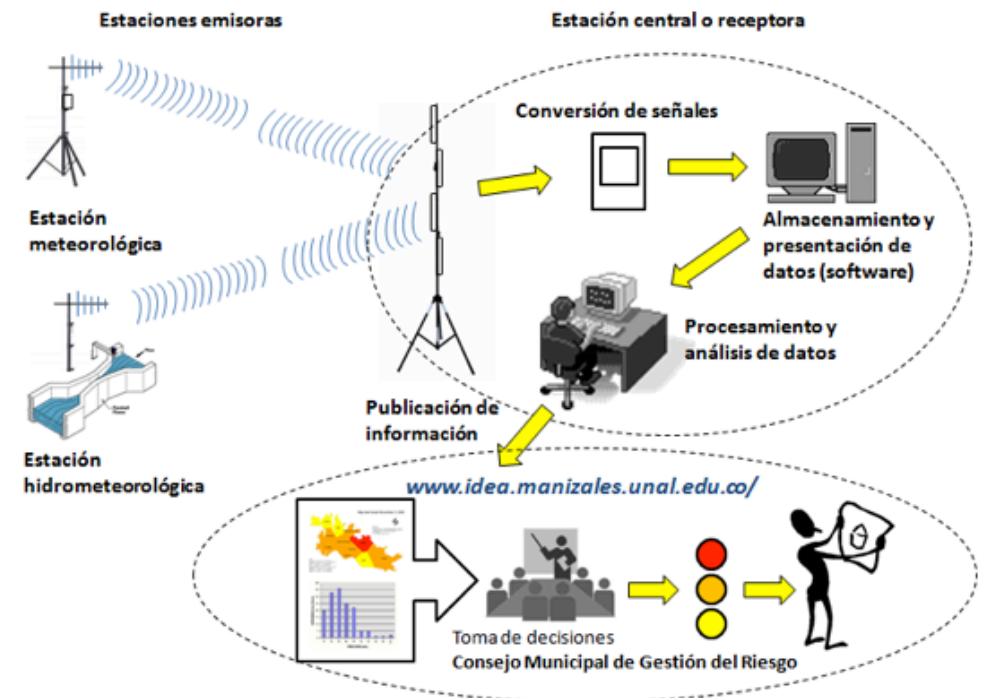 Estaciones emisoras
Estación central o receptora
Conversión de señales
Estación
meteorológica
Almacenamiento y
presentación de
datos (software)
Procesamiento y
análisis de datos
Publicación de
información
Estación
hidrometeorológica
www.idea.manizales.unal.edu.co/
Toma de decisiones
Consejo Municipal de Gestión del Riesgo